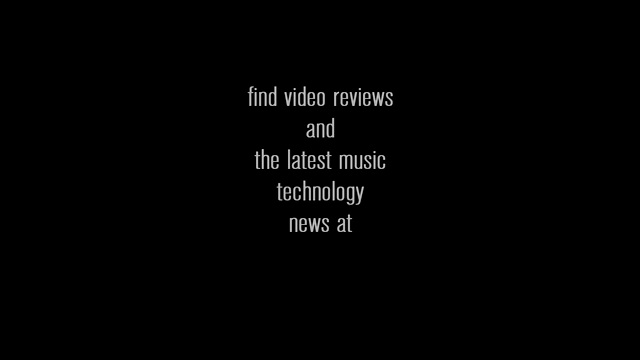 find video reviews
and
the latest music
technology
news at